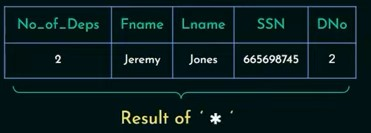 No_of_Deps Fname Lname SSN DNo
2 Jeremy Jones 665698745 2
Result of ‘ * ‘